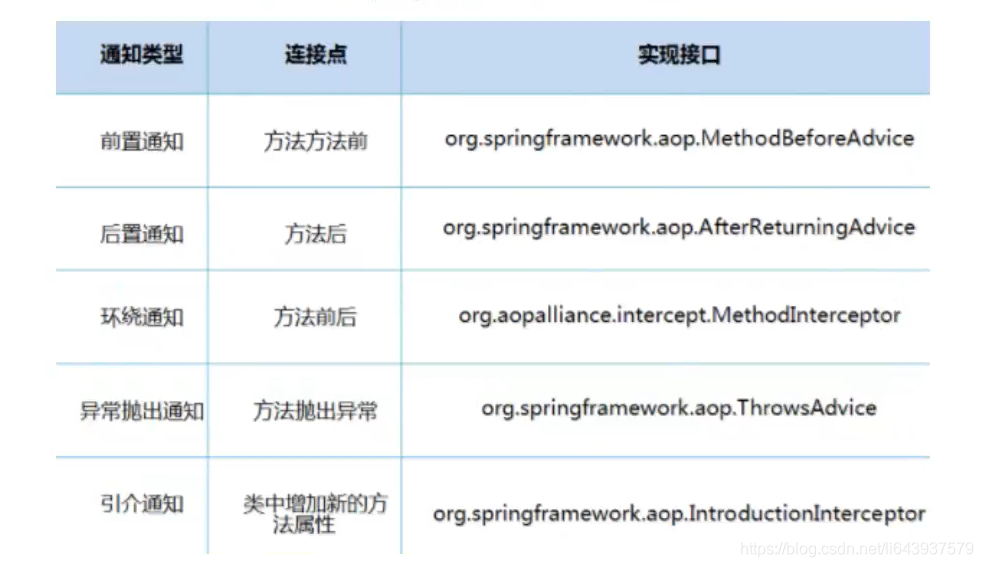 通知类型 连接点 实现接口
前置通知 方法方法前 org.springframework.aop.MethodBeforeAdvice
后置通知 方法后 org.springframework.aop.AfterReturningAdvice
环绕通知 方法前后 org.aopalliance.intercept.MethodInterceptor
异常抛出通知 方法抛出异常 org.springframework.aop.ThrowsAdvice
引介通知 类中增加新的方
法属性 org.springframework.aop.IntroductionInterceptor
https://blog.csdn.net/li643937579